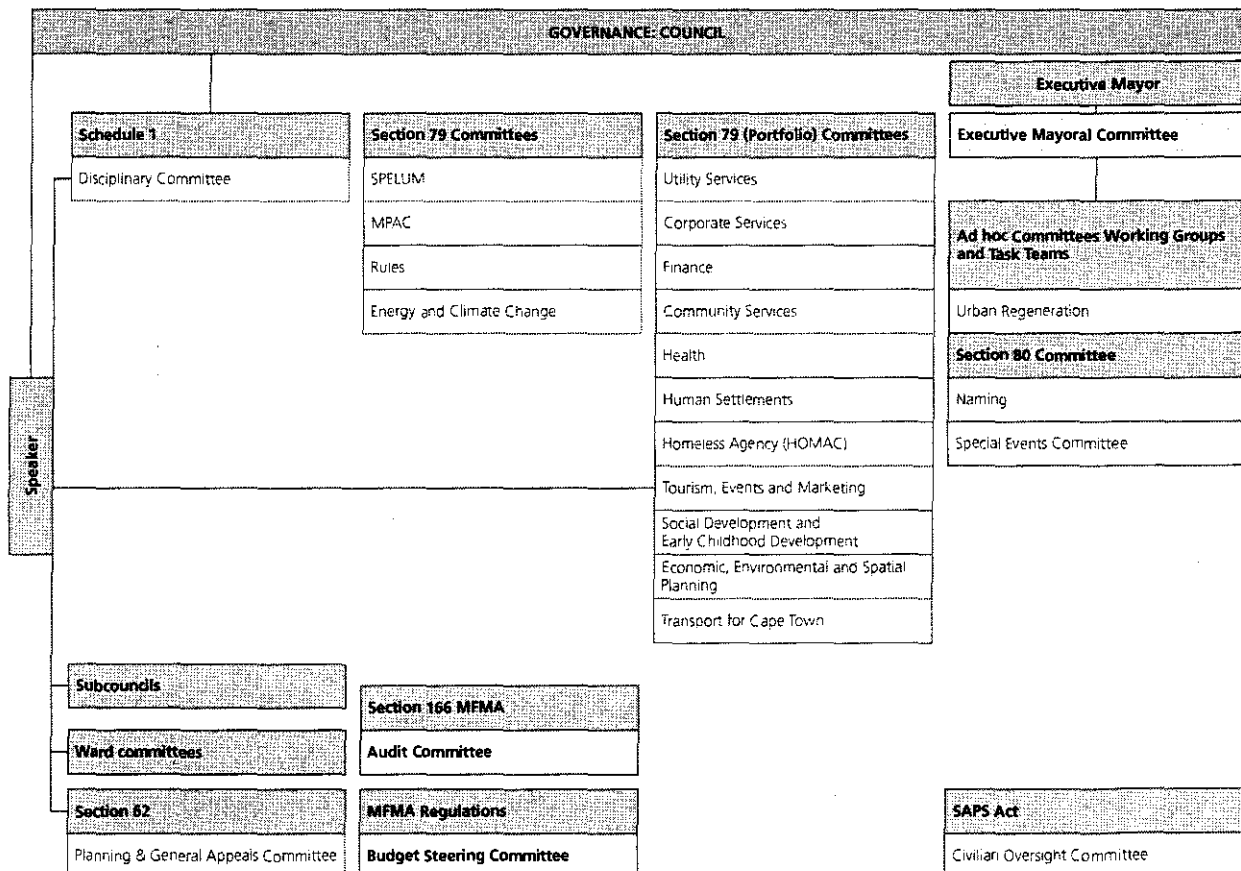 GOVERNANCE: COUNCIL
Executive Mayor
Executive Mayoral Committee
Schedule 1
Disciplinary Committee
Section 79 Committees
SPELUM
MPAC
Rules
Energy and Climate Change
Section 79 (Portfolio) Committees
Utility Services
Corporate Services
Finance
Community Services
Health
Human Settlements
Homeless Agency (HOMAC)
Tourism, Events and Marketing
Social Development and
Early Childhood Development
Economic, Environmental and Spatial
Planning
Transport for Cape Town
Ad hoc Committees Working Groups
and Task Teams
Urban Regeneration
Section 80 Committee
Naming
Special Events Committee
Speaker
Subcouncils
Ward committees
Section 62
Planning & General Appeals Committee
Section 166 MFMA
Audit Committee
MFMA Regulations
Budget Steering Committee
SAPS Act
Civilian Oversight Committee